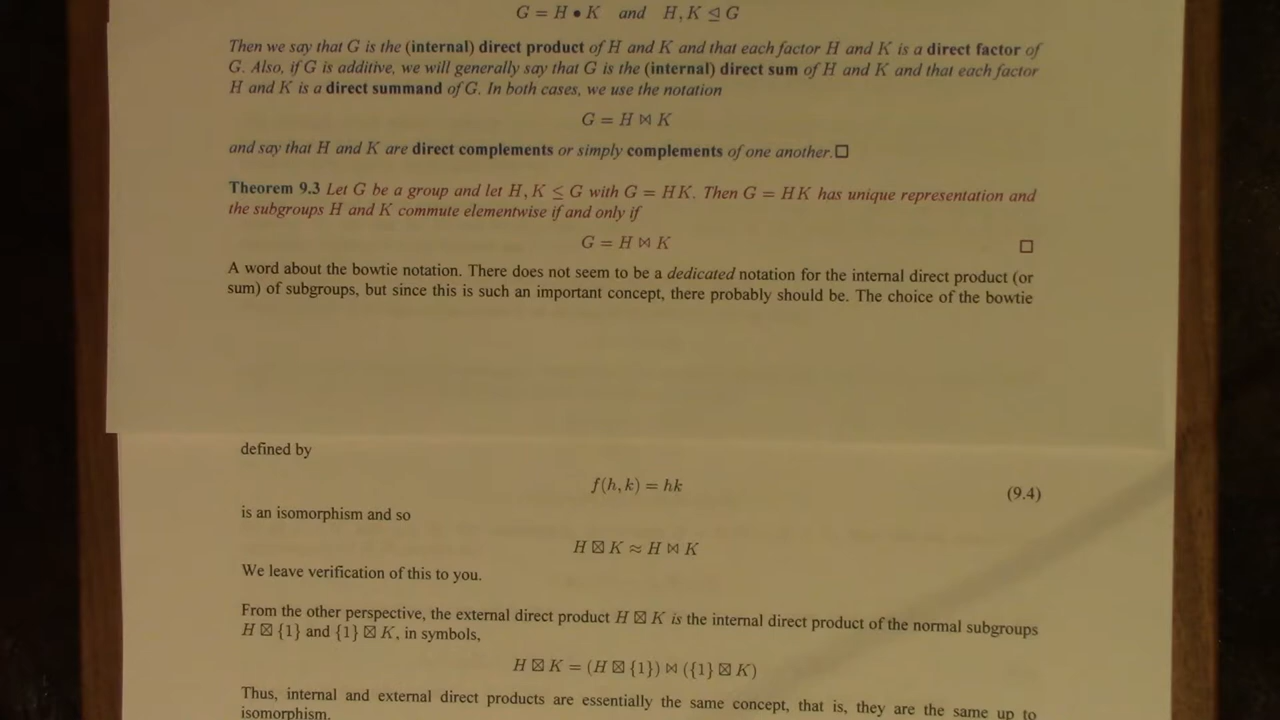 G = H • K and H, K ⊴ G
Then we say that G is the (internal) direct product of H and K and that each factor H and K is a direct factor of
G. Also, if G is additive, we will generally say that G is the (internal) direct sum of H and K and that each factor
H and K is a direct summand of G. In both cases, we use the notation
G = H ⋈ K
and say that H and K are direct complements or simply complements of one another. □
Theorem 9.3 Let G be a group and let H, K ≤ G with G = HK. Then G = HK has unique representation and
the subgroups H and K commute elementwise if and only if
G = H ⋈ K □
A word about the bowtie notation. There does not seem to be a dedicated notation for the internal direct product (or
sum) of subgroups, but since this is such an important concept, there probably should be. The choice of the bowtie
defined by
f(h, k) = hk (9.4)
is an isomorphism and so
H ⊠ K ≈ H ⋈ K
We leave verification of this to you.
From the other perspective, the external direct product H ⊠ K is the internal direct product of the normal subgroups
H ⊠ {1} and {1} ⊠ K, in symbols,
H ⊠ K = (H ⊠ {1}) ⋈ ({1} ⊠ K)
Thus, internal and external direct products are essentially the same concept, that is, they are the same up to
isomorphism.